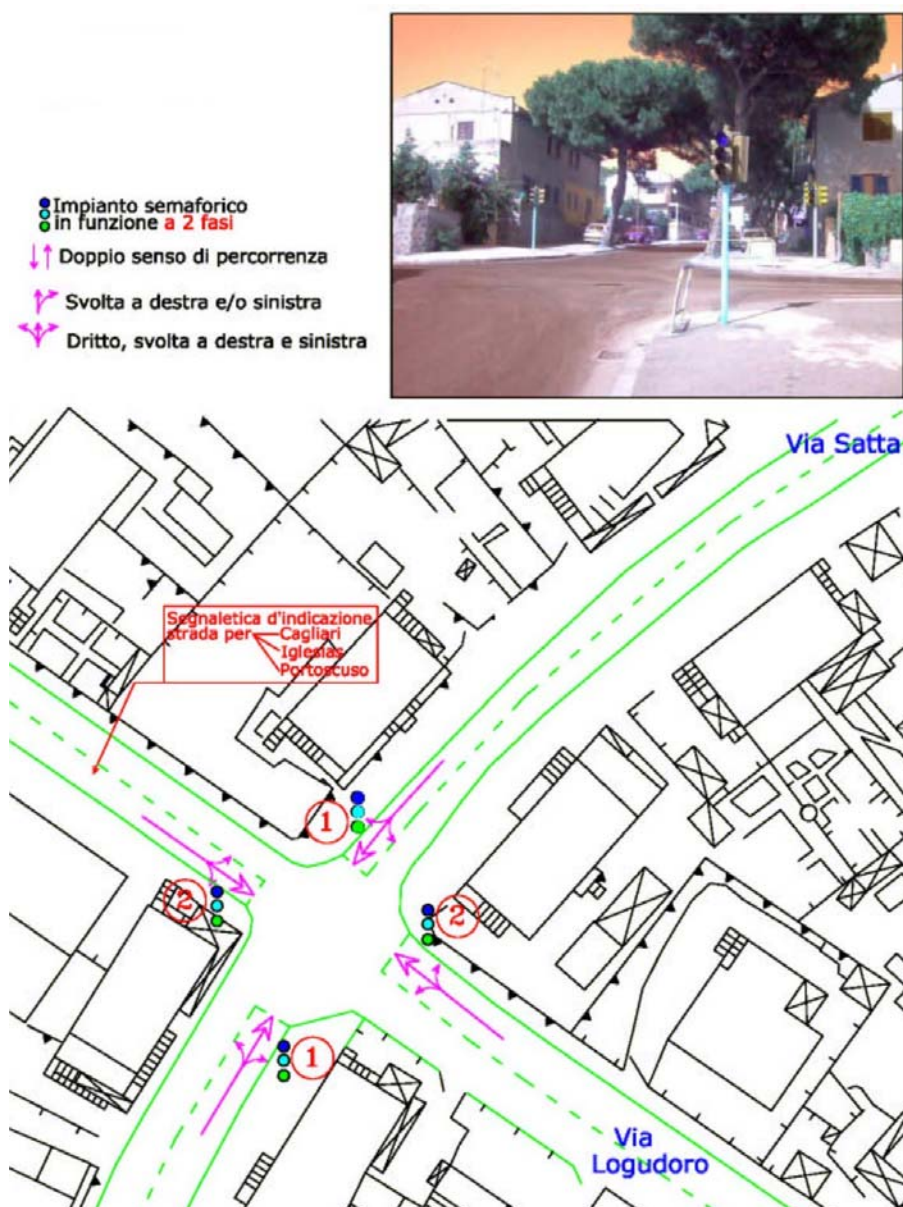 Impianto semaforico
in funzione a 2 fasi
Doppio senso di percorrenza
Svolta a destra e/o sinistra
Dritto, svolta a destra e sinistra
Via Satta
Segnaletica d'indicazione
strada per Cagliari
Iglesias
Portoscuso
1
2
2
1
Via
Logudoro